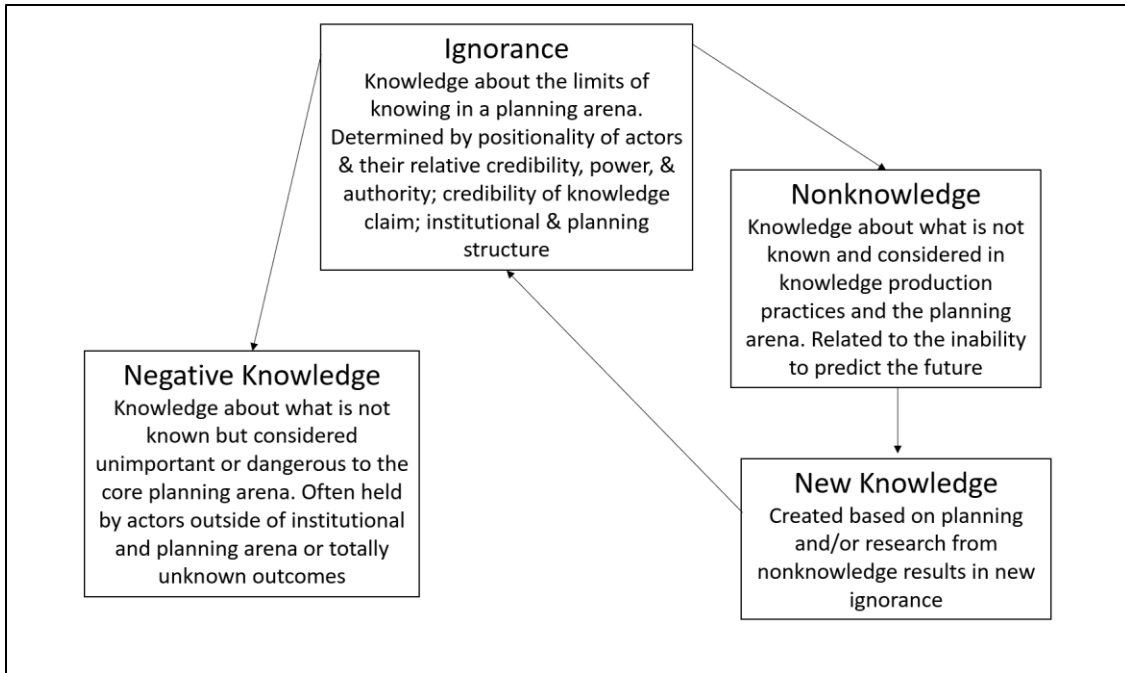 Ignorance
Knowledge about the limits of
knowing in a planning arena.
Determined by positionality of actors
& their relative credibility, power, &
authority; credibility of knowledge
claim; institutional & planning
structure
Nonknowledge
Knowledge about what is not
known and considered in
knowledge production
practices and the planning
arena. Related to the inability
to predict the future
Negative Knowledge
Knowledge about what is not
known but considered
unimportant or dangerous to the
core planning arena. Often held
by actors outside of institutional
and planning arena or totally
unknown outcomes
New Knowledge
Created based on planning
and/or research from
nonknowledge results in new
ignorance